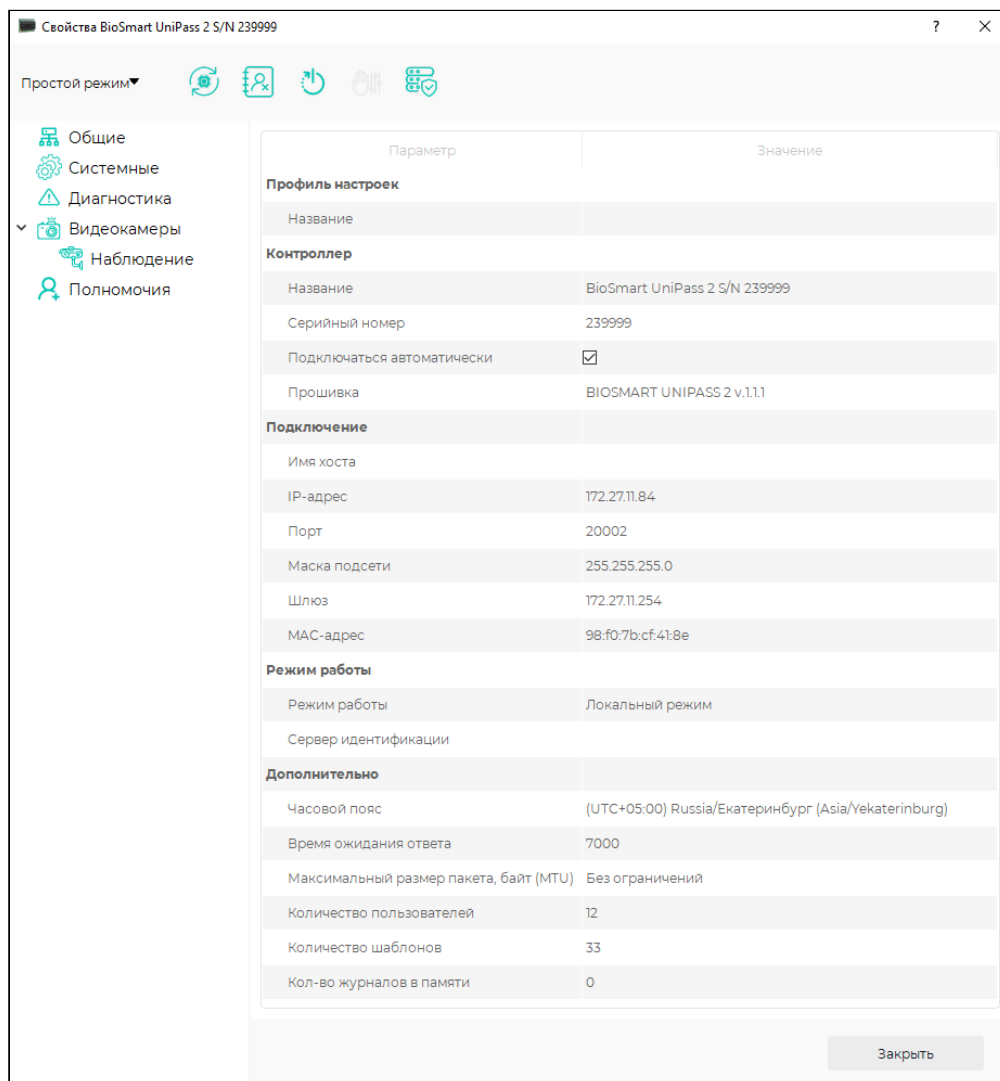 Свойства BioSmart UniPass 2 S/N 239999
Простой режим
Общие
Системные
Диагностика
Видеокамеры
Наблюдение
Полномочия
Параметр Значение
Профиль настроек
Название
Контроллер
Название BioSmart UniPass 2 S/N 239999
Серийный номер 239999
Подключаться автоматически
Прошивка BIOSMART UNIPASS 2 v.1.1.1
Подключение
Имя хоста
IP-адрес 172.27.11.84
Порт 20002
Маска подсети 255.255.255.0
Шлюз 172.27.11.254
MAC-адрес 98:f0:7b:cf:41:8e
Режим работы
Режим работы Локальный режим
Сервер идентификации
Дополнительно
Часовой пояс (UTC+05:00) Russia/Екатеринбург (Asia/Yekaterinburg)
Время ожидания ответа 7000
Максимальный размер пакета, байт (MTU) Без ограничений
Количество пользователей 12
Количество шаблонов 33
Кол-во журналов в памяти 0
Закрыть